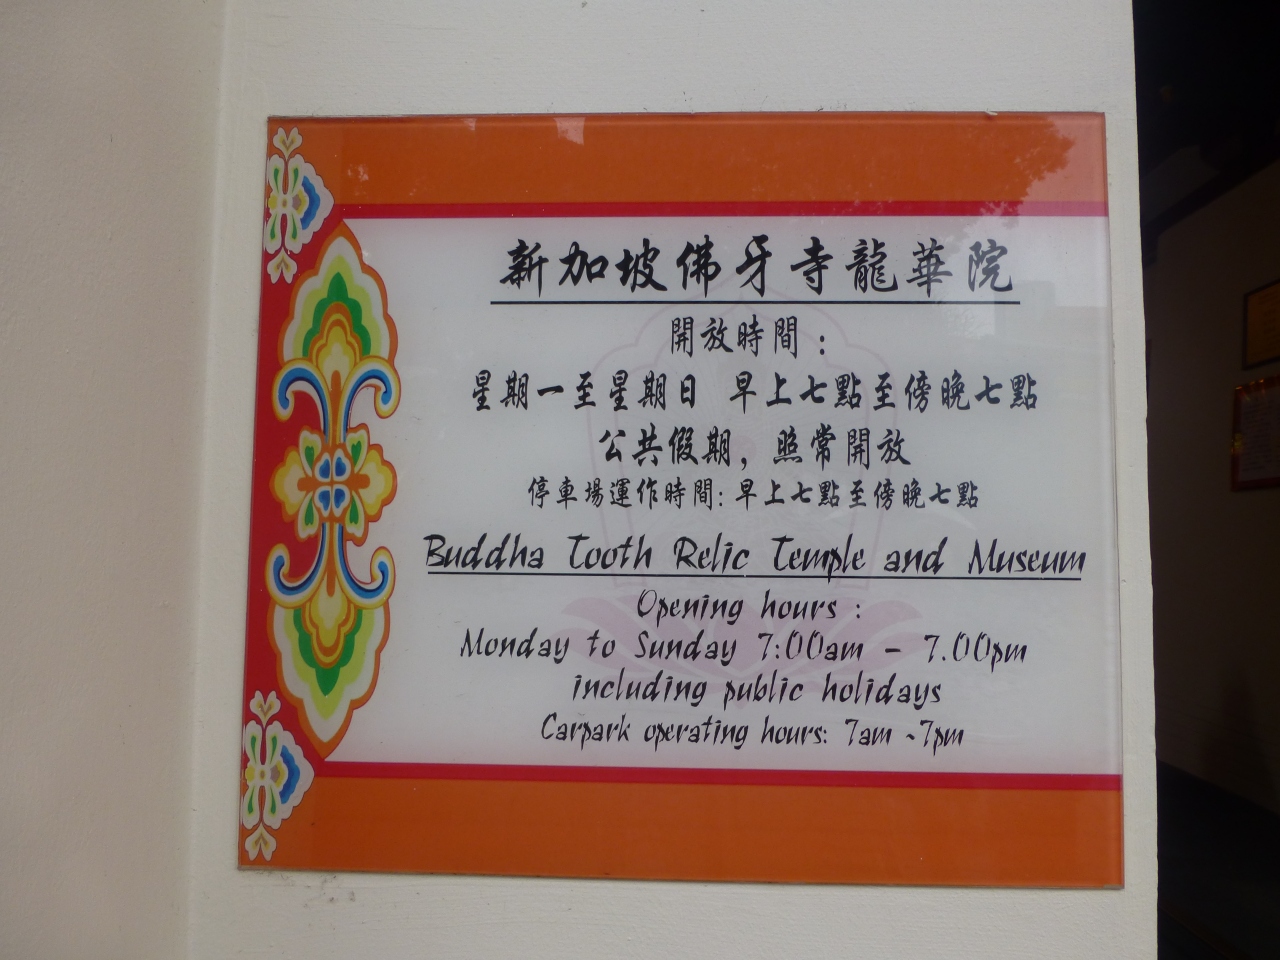 新加坡佛牙寺龍華院
開放時間：
星期一至星期日 早上七點至傍晚七點
公共假期，照常開放
停車場運作時間：早上七點至傍晚七點
Buddha Tooth Relic Temple and Museum
Opening hours :
Monday to Sunday 7:00am - 7.00pm
including public holidays
Carpark operating hours: 7am ~7pm